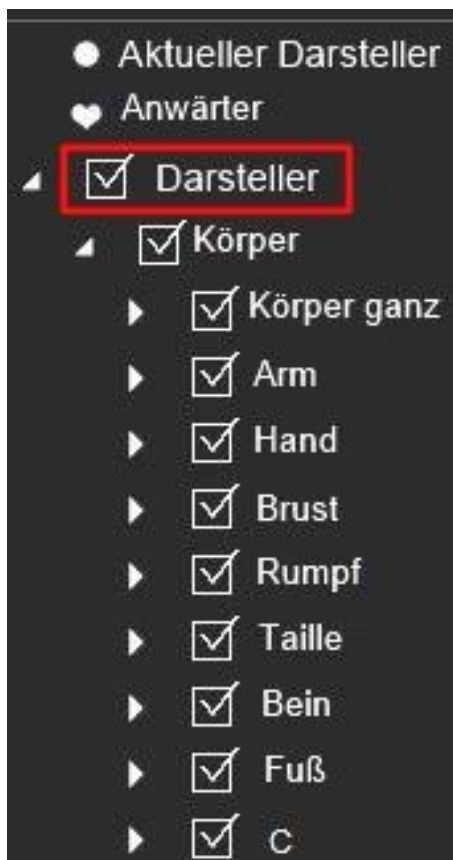 Aktueller Darsteller
Anwärter
Darsteller
Körper
Körper ganz
Arm
Hand
Brust
Rumpf
Taille
Bein
Fuß
C